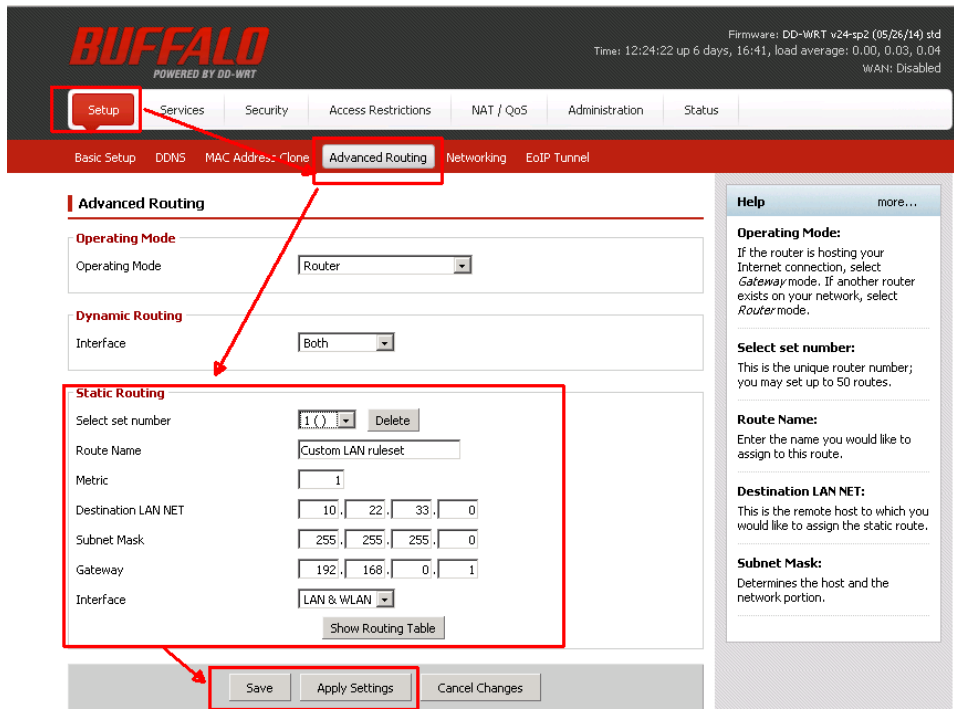 BUFFALO
POWERED BY DD-WRT
Firmware: DD-WRT v24-sp2 (05/26/14) std
Time: 12:24:22 up 6 days, 16:41, load average: 0.00, 0.03, 0.04
WAN: Disabled
Setup Services Security Access Restrictions NAT / QoS Administration Status
Basic Setup DDNS MAC Address Clone Advanced Routing Networking EoIP Tunnel
Advanced Routing
Operating Mode
Operating Mode Router
Dynamic Routing
Interface Both
Static Routing
Select set number 1 () Delete
Route Name Custom LAN ruleset
Metric 1
Destination LAN NET 10 . 22 . 33 . 0
Subnet Mask 255 . 255 . 255 . 0
Gateway 192 . 168 . 0 . 1
Interface LAN & WLAN
Show Routing Table
Save Apply Settings Cancel Changes
Help more...
Operating Mode:
If the router is hosting your
Internet connection, select
Gateway mode. If another router
exists on your network, select
Router mode.
Select set number:
This is the unique router number;
you may set up to 50 routes.
Route Name:
Enter the name you would like to
assign to this route.
Destination LAN NET:
This is the remote host to which you
would like to assign the static route.
Subnet Mask:
Determines the host and the
network portion.